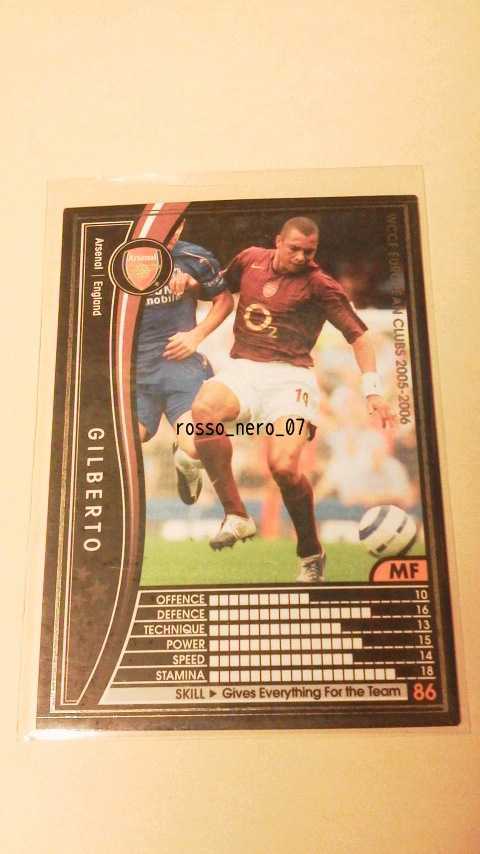 Arsenal
Arsenal | England
GILBERTO
WCCF EUROPEAN CLUBS 2005-2006
mobile
O2
19
rosso_nero_07
MF
OFFENCE 10
DEFENCE 16
TECHNIQUE 13
POWER 15
SPEED 14
STAMINA 18
SKILL ► Gives Everything For the Team 86